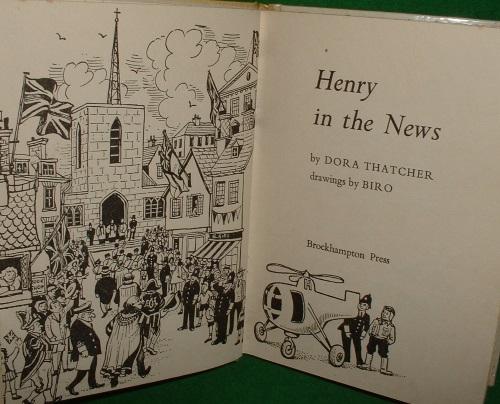 Henry
in the News
by DORA THATCHER
drawings by BIRO
Brockhampton Press